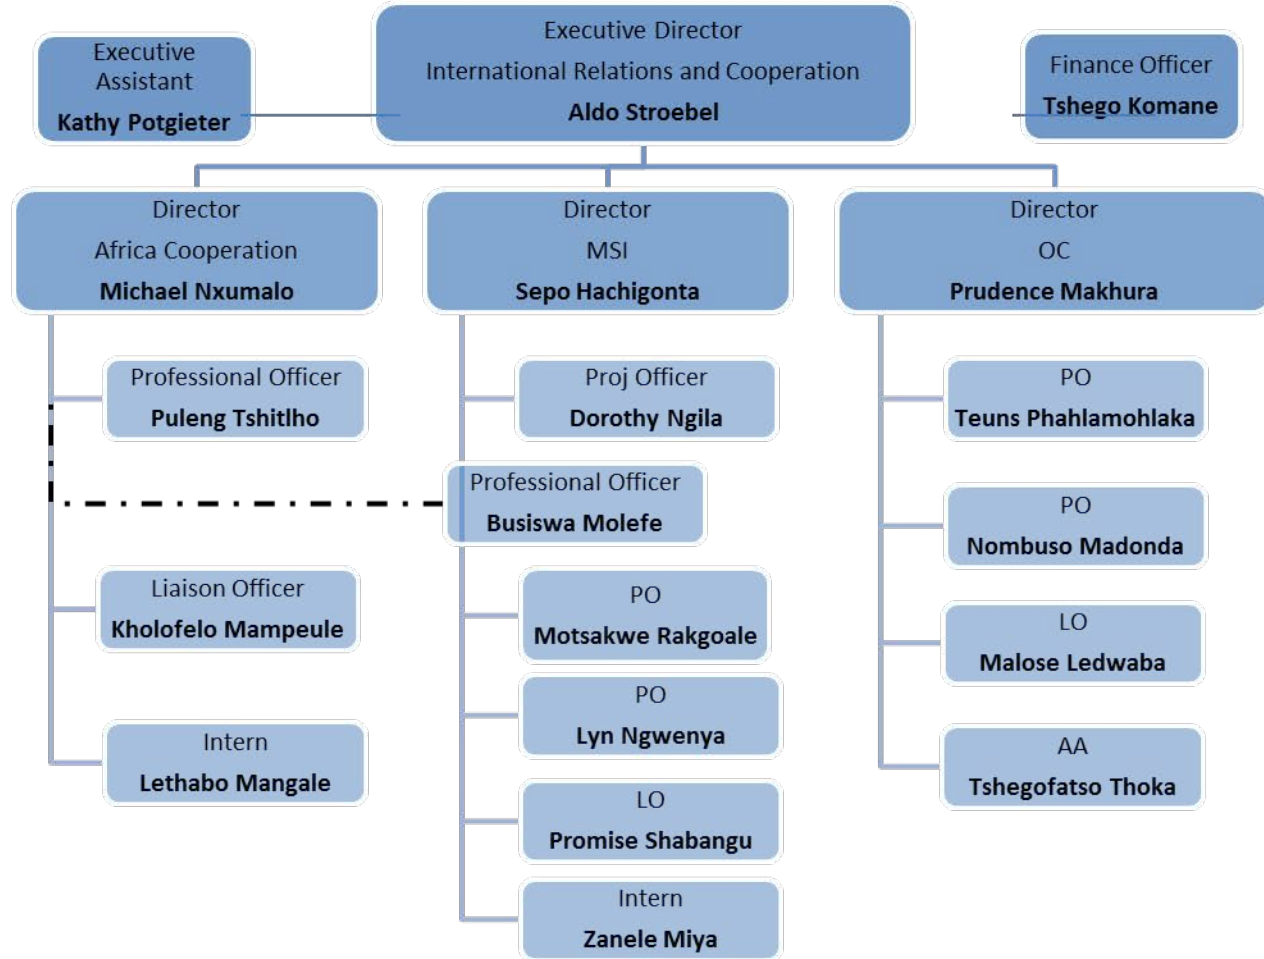 Executive
Assistant
Kathy Potgieter
Executive Director
International Relations and Cooperation
Aldo Stroebel
Finance Officer
Tshego Komane
Director
Africa Cooperation
Michael Nxumalo
Professional Officer
Puleng Tshitlho
Liaison Officer
Kholofelo Mampeule
Intern
Lethabo Mangale
Director
MSI
Sepo Hachigonta
Proj Officer
Dorothy Ngila
Professional Officer
Busiswa Molefe
PO
Motsakwe Rakgoale
PO
Lyn Ngwenya
LO
Promise Shabangu
Intern
Zanele Miya
Director
OC
Prudence Makhura
PO
Teuns Phahlamohlaka
PO
Nombuso Madonda
LO
Malose Ledwaba
AA
Tshegofatso Thoka